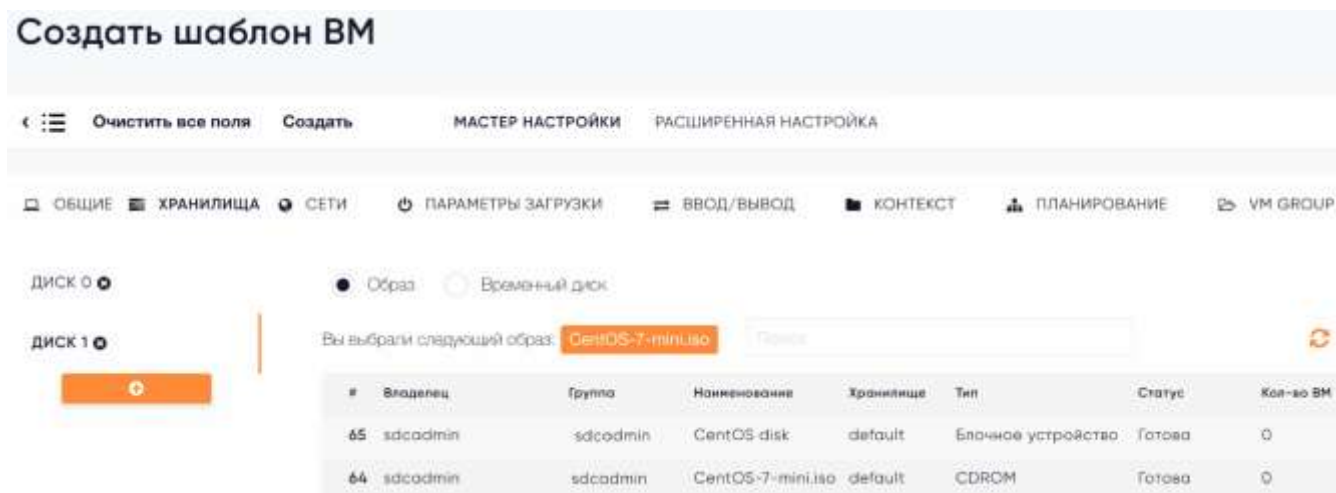 Создать шаблон ВМ
Очистить все поля Создать МАСТЕР НАСТРОЙКИ РАСШИРЕННАЯ НАСТРОЙКА
ОБЩИЕ ХРАНИЛИЩА СЕТИ ПАРАМЕТРЫ ЗАГРУЗКИ ВВОД/ВЫВОД КОНТЕКСТ ПЛАНИРОВАНИЕ VM GROUP
ДИСК 0 Образ Временный диск
ДИСК 1 Вы выбрали следующий образ: CentOS-7-mini.iso Поиск
# Владелец Группа Наименование Хранилище Тип Статус Кол-во ВМ
65 sdcadmin sdcadmin CentOS disk default Блочное устройство Готова 0
64 sdcadmin sdcadmin CentOS-7-mini.iso default CDROM Готова 0